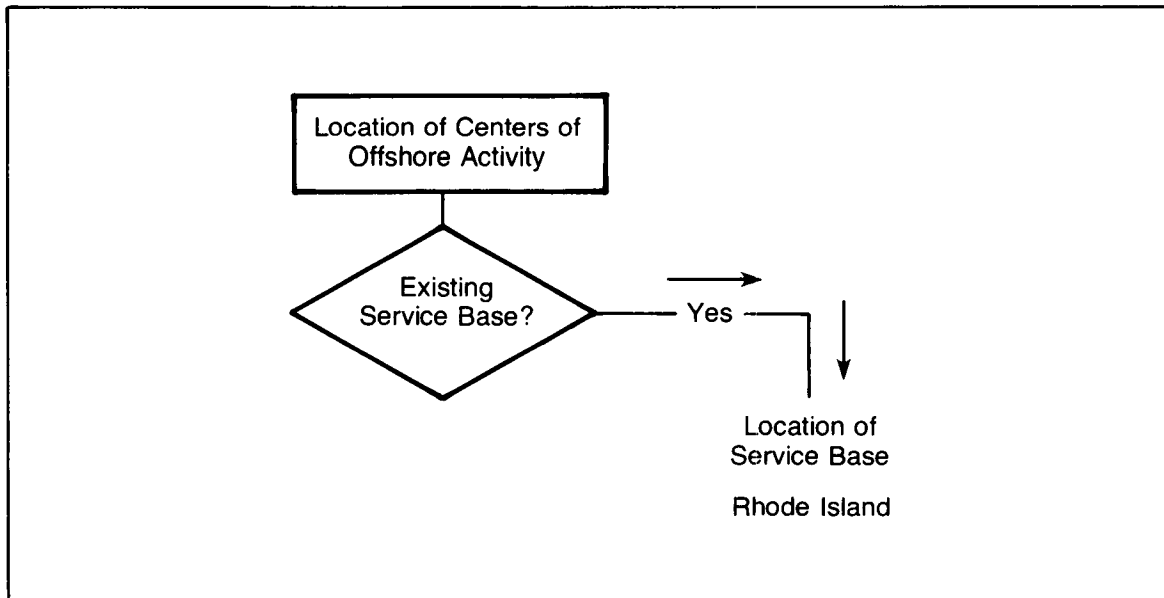 Location of Centers of
Offshore Activity
Existing
Service Base?
Yes
Location of
Service Base
Rhode Island